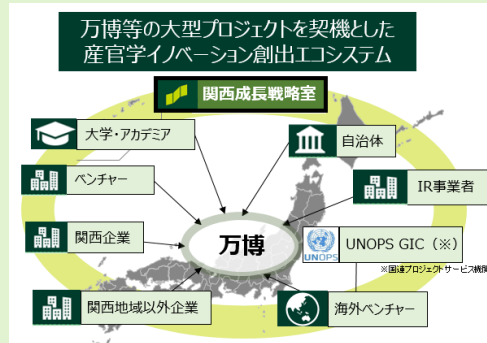 万博等の大型プロジェクトを契機とした
産官学イノベーション創出エコシステム
関西成長戦略室
大学・アカデミア
自治体
ベンチャー
IR事業者
関西企業
万博
UNOPS
UNOPS GIC（※）
※国連プロジェクトサービス機関
関西地域以外企業
海外ベンチャー